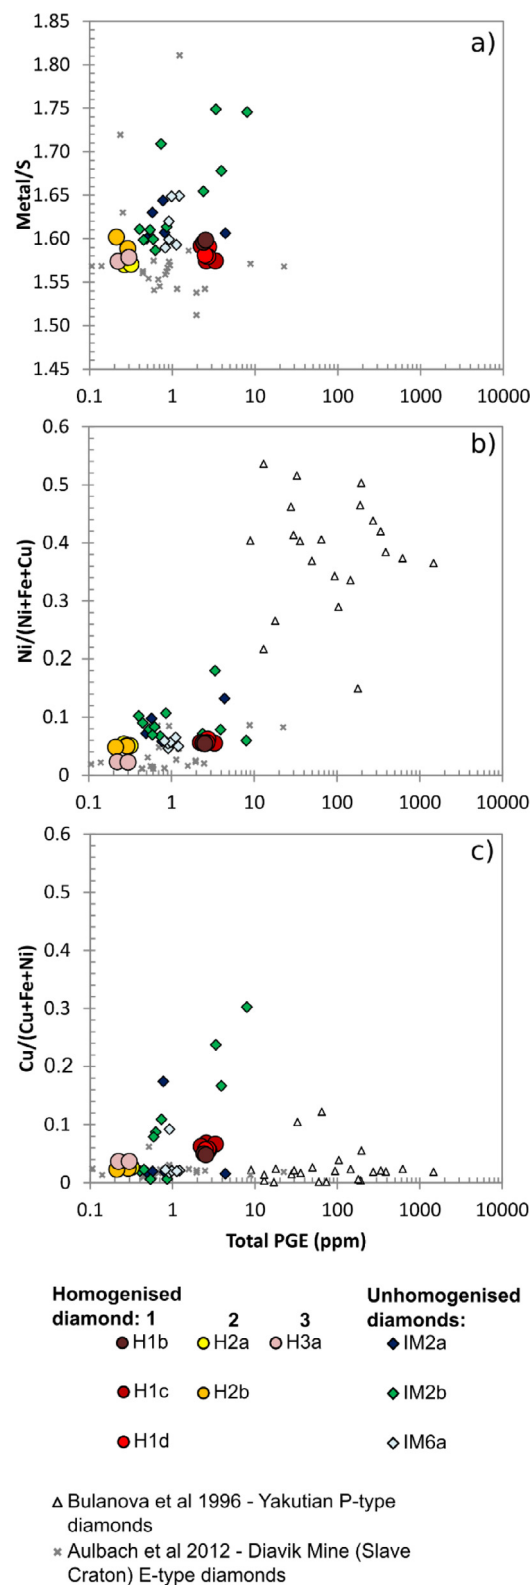 a)
1.85
1.80
1.75
1.70
1.65
1.60
1.55
1.50
1.45
Metal/S
0.1 1 10 100 1000 10000
b)
0.6
0.5
0.4
0.3
0.2
0.1
0
Ni/(Ni+Fe+Cu)
0.1 1 10 100 1000 10000
c)
0.6
0.5
0.4
0.3
0.2
0.1
0
Cu/(Cu+Fe+Ni)
0.1 1 10 100 1000 10000
Total PGE (ppm)
Homogenised Unhomogenised
diamond: 1 2 3 diamonds:
H1b H2a H3a IM2a
H1c H2b IM2b
H1d IM6a
Bulanova et al 1996 - Yakutian P-type
diamonds
Aulbach et al 2012 - Diavik Mine (Slave
Craton) E-type diamonds